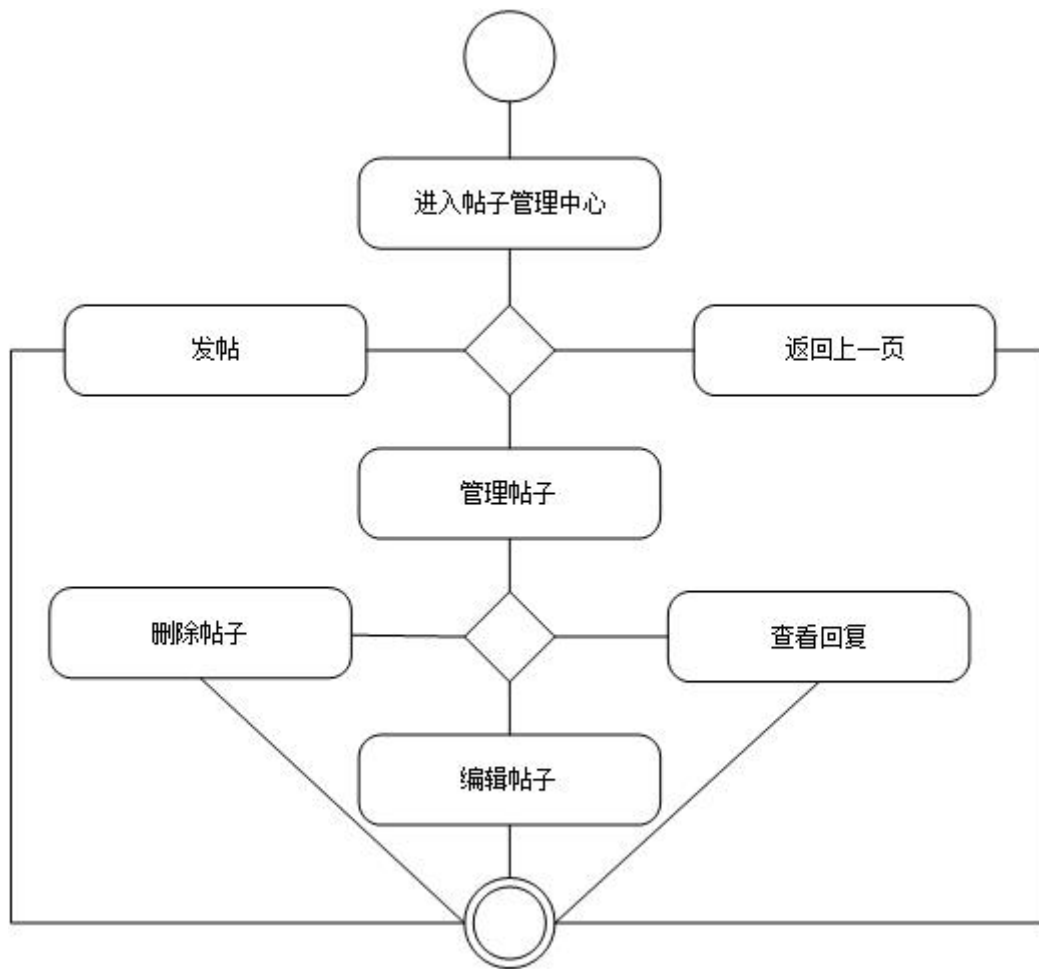 进入帖子管理中心
发帖
返回上一页
管理帖子
删除帖子
查看回复
编辑帖子